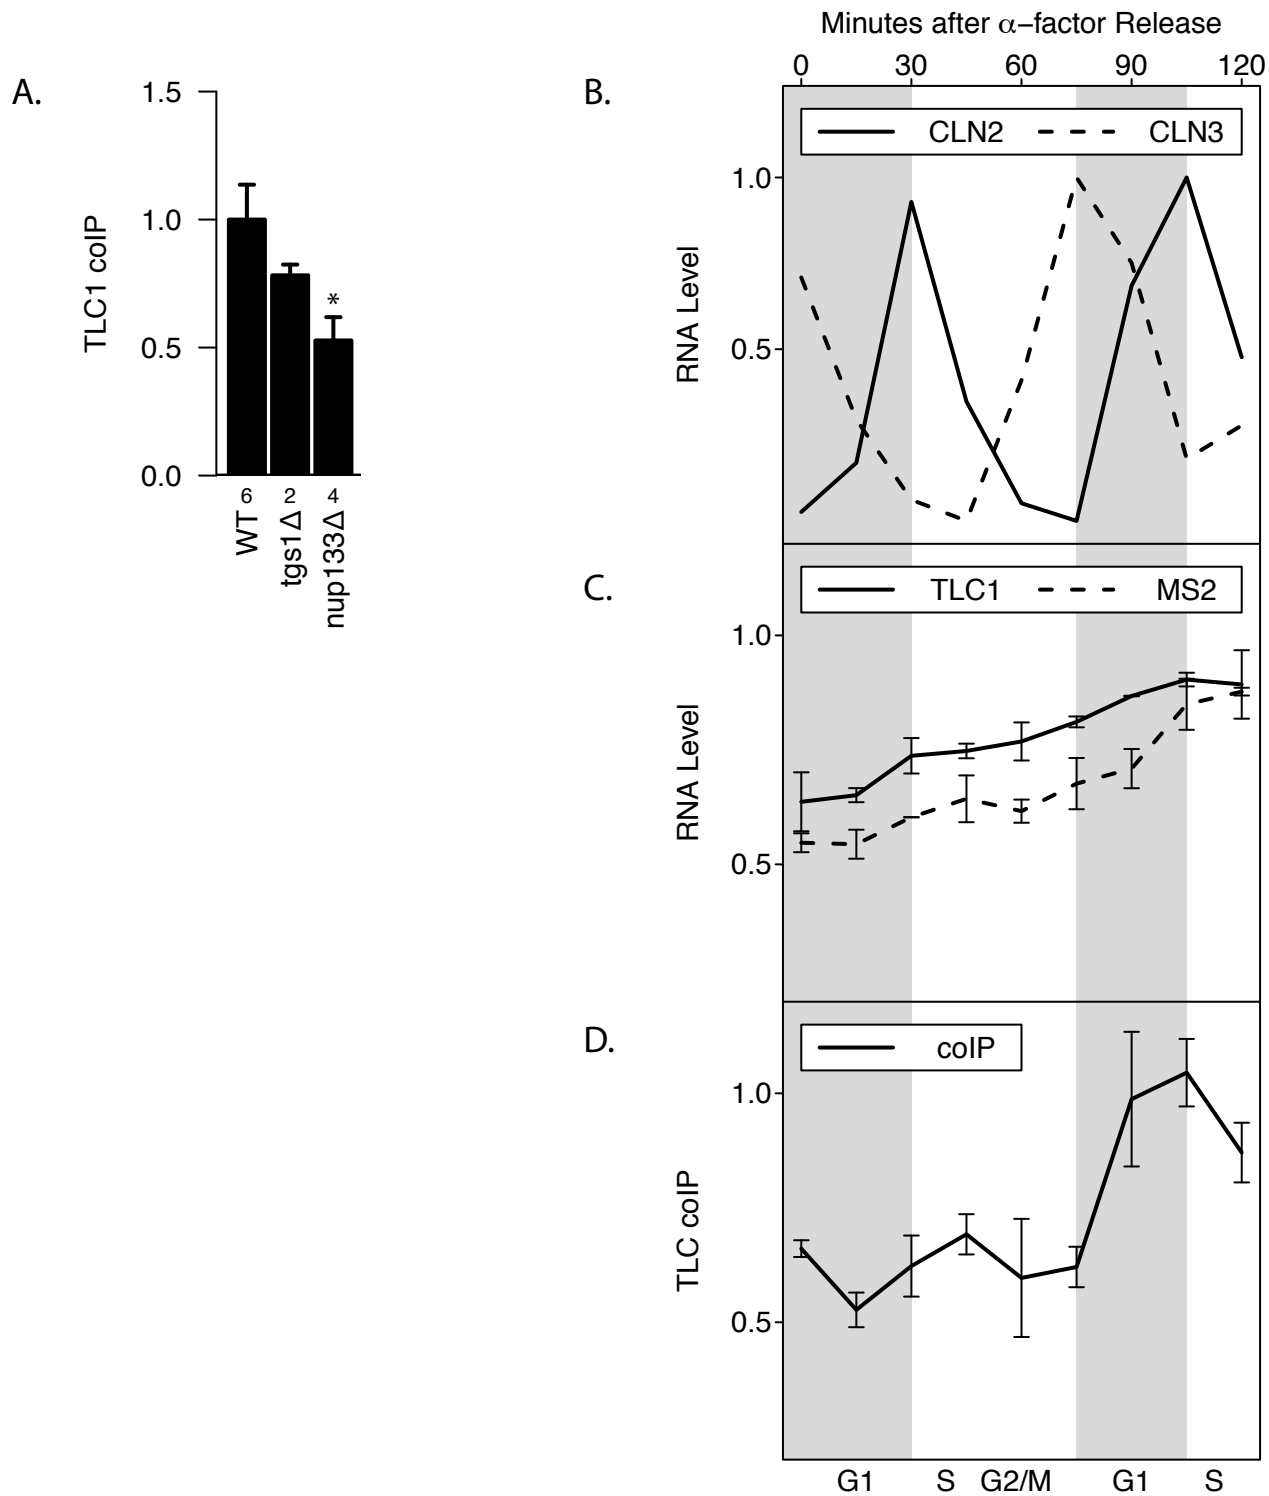 A.
TLC1 coIP
1.5
1.0
0.5
0.0
*
6 2 4
WT tgs1Δ nup133Δ
Minutes after α−factor Release
0 30 60 90 120
B.
CLN2 CLN3
RNA Level
1.0
0.5
C.
TLC1 MS2
RNA Level
1.0
0.5
D.
coIP
TLC coIP
1.0
0.5
G1 S G2/M G1 S